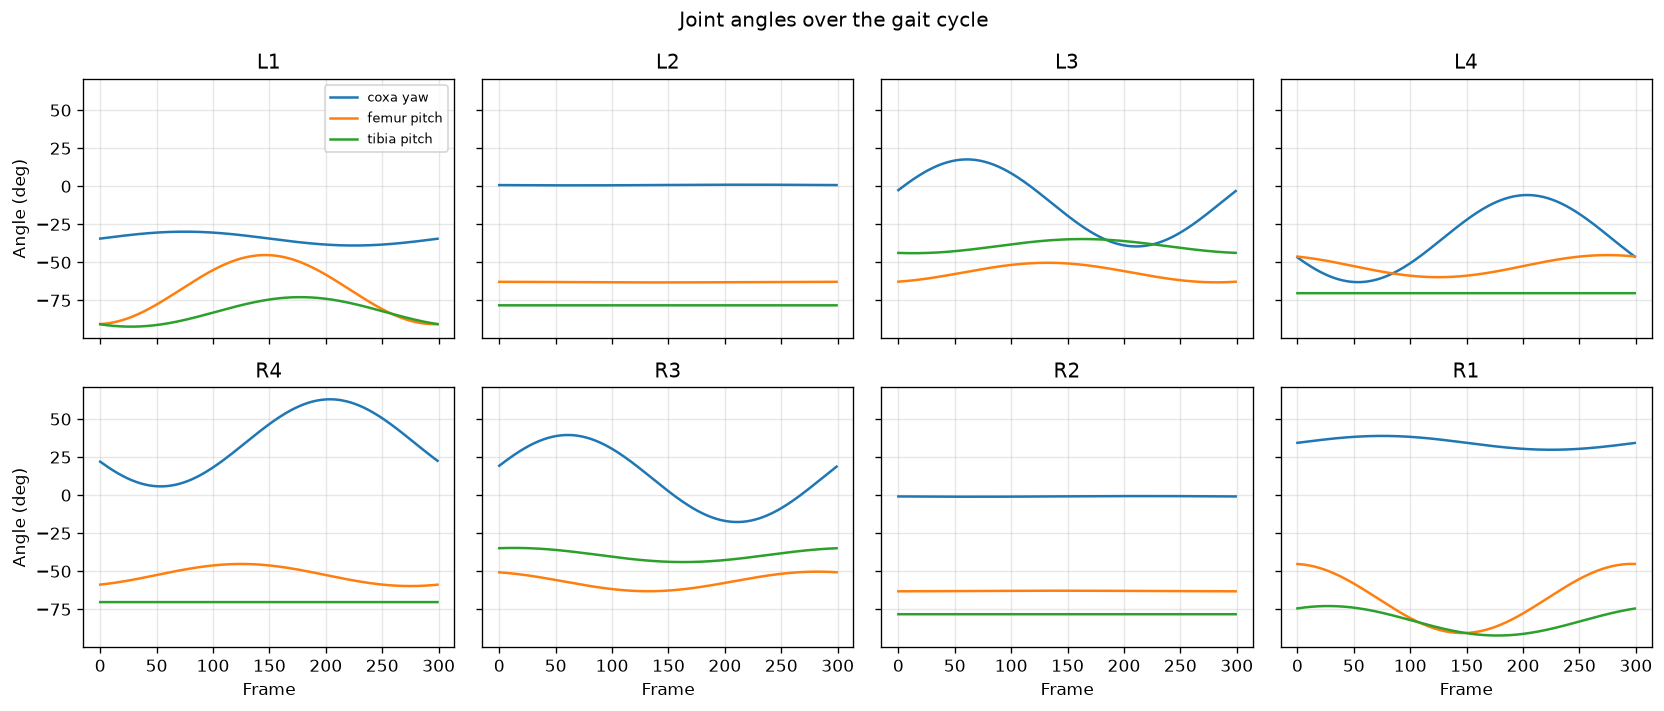 Joint angles over the gait cycle
L1
L2
L3
L4
coxa yaw
femur pitch
tibia pitch
Angle (deg)
50
25
0
−25
−50
−75
R4
R3
R2
R1
Angle (deg)
50
25
0
−25
−50
−75
0 50 100 150 200 250 300
0 50 100 150 200 250 300
0 50 100 150 200 250 300
0 50 100 150 200 250 300
Frame
Frame
Frame
Frame